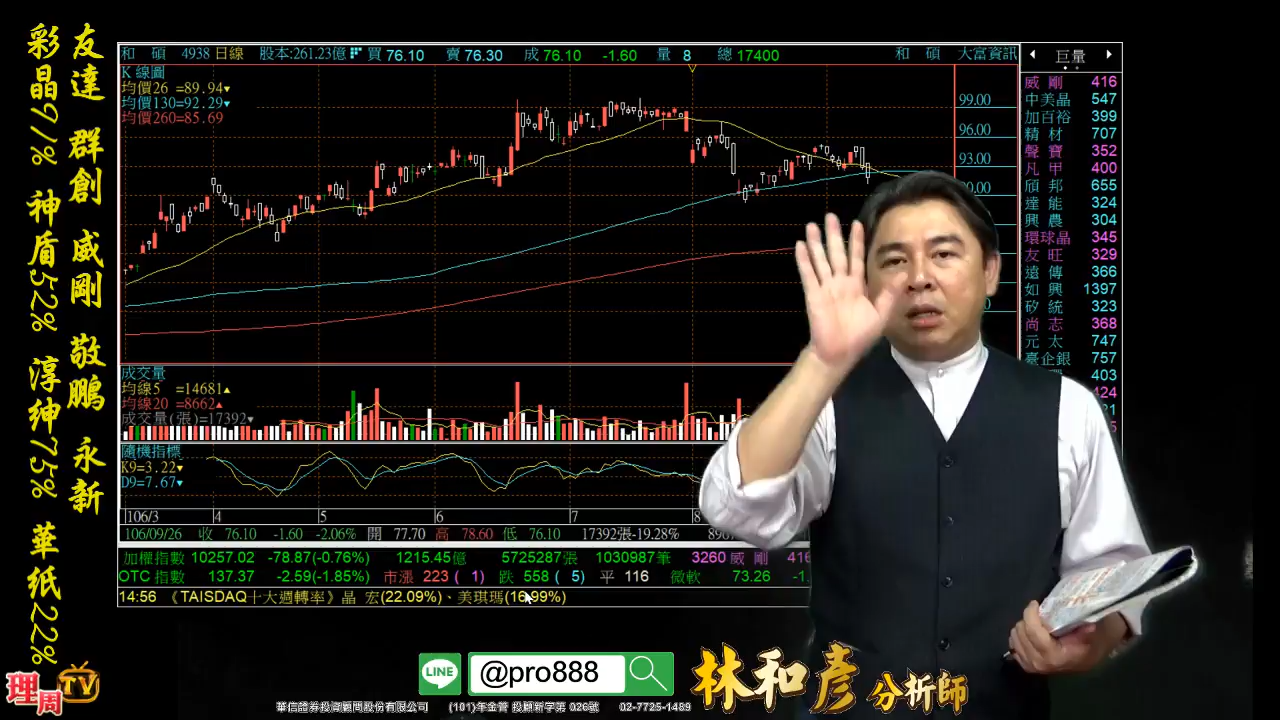 友達 群創 威剛 敬鵬 永新
彩晶91% 神盾52% 淳紳75% 華紙22%
和 碩 4938 日線 股本:261.23億 買 76.10 賣 76.30 成 76.10 -1.60 量 8 總 17400 和 碩 大富資訊
K 線圖
均價26 =89.94
均價130=92.29
均價260=85.69
99.00
96.00
93.00
成交量
均線5 =14681
均線20 =8662
成交量(張)=17392
隨機指標
K9=3.22
D9=7.67
106/3 4 5 6 7 8
106/09/26 收 76.10 -1.60 -2.06% 開 77.70 高 78.60 低 76.10 17392張-19.28%
加權指數 10257.02 -78.87(-0.76%) 1215.45億 5725287張 1030987筆 3260 威 剛 416
OTC 指數 137.37 -2.59(-1.85%) 市漲 223 ( 1) 跌 558 ( 5) 平 116 微軟 73.26
14:56 《TAISDAQ十大週轉率》晶 宏(22.09%)、美琪瑪(16.99%)
巨量
威 剛 416
中美晶 547
加百裕 399
精 材 707
聲 寶 352
凡 甲 400
頎 邦 655
達 能 324
興 農 304
環球晶 345
友 旺 329
遠 傳 366
如 興 1397
矽 統 323
尚 志 368
元 太 747
臺企銀 757
403
424
理周TV
LINE @pro888
林和彥 分析師
華信證券投資顧問股份有限公司 (101)年金管 投顧新字第 026號 02-7725-1489